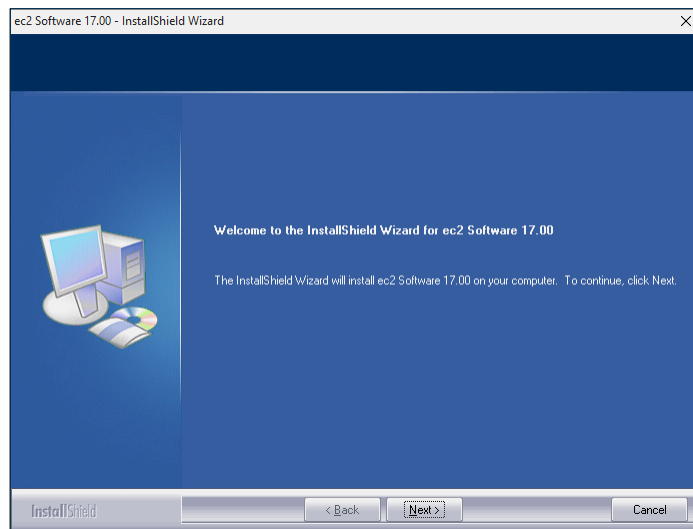 ec2 Software 17.00 - InstallShield Wizard
Welcome to the InstallShield Wizard for ec2 Software 17.00
The InstallShield Wizard will install ec2 Software 17.00 on your computer.  To continue, click Next.
InstallShield
< Back
Next >
Cancel